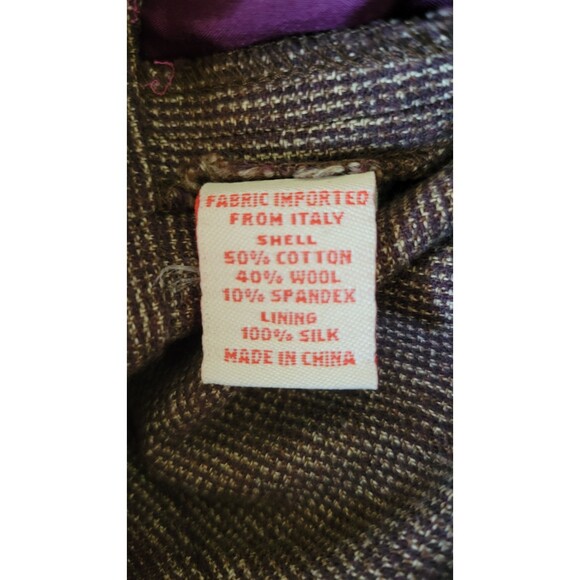 FABRIC IMPORTED
FROM ITALY
SHELL
50% COTTON
40% WOOL
10% SPANDEX
LINING
100% SILK
MADE IN CHINA